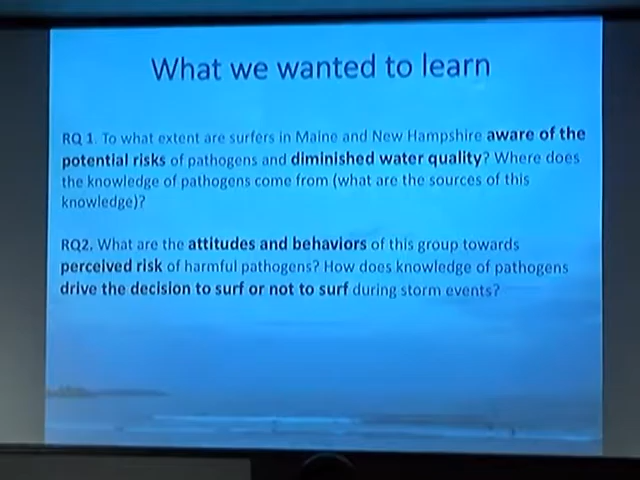 What we wanted to learn
RQ 1. To what extent are surfers in Maine and New Hampshire aware of the
potential risks of pathogens and diminished water quality? Where does
the knowledge of pathogens come from (what are the sources of this
knowledge)?
RQ2. What are the attitudes and behaviors of this group towards
perceived risk of harmful pathogens? How does knowledge of pathogens
drive the decision to surf or not to surf during storm events?